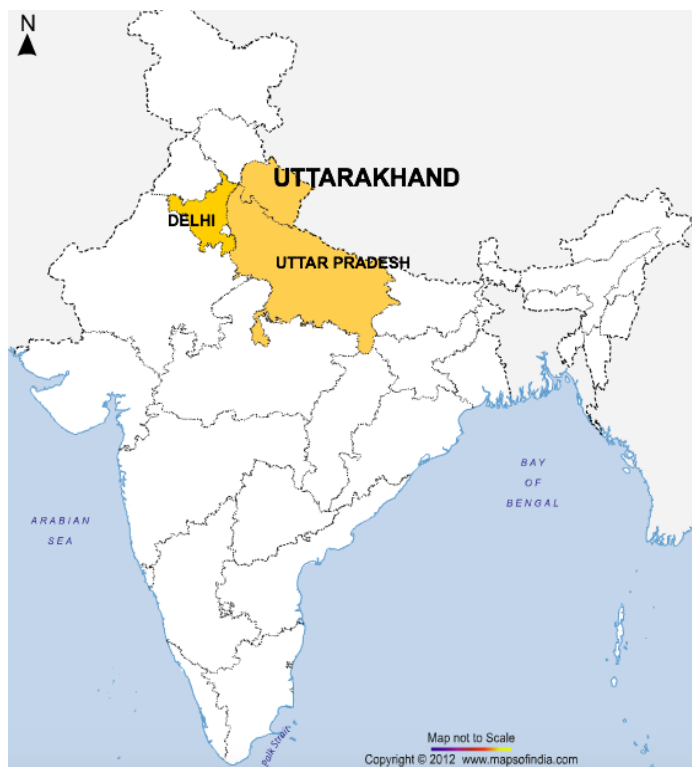 N
UTTARAKHAND
DELHI
UTTAR PRADESH
BAY
OF
BENGAL
ARABIAN
SEA
Palk Strait
Map not to Scale
Copyright © 2012 www.mapsofindia.com